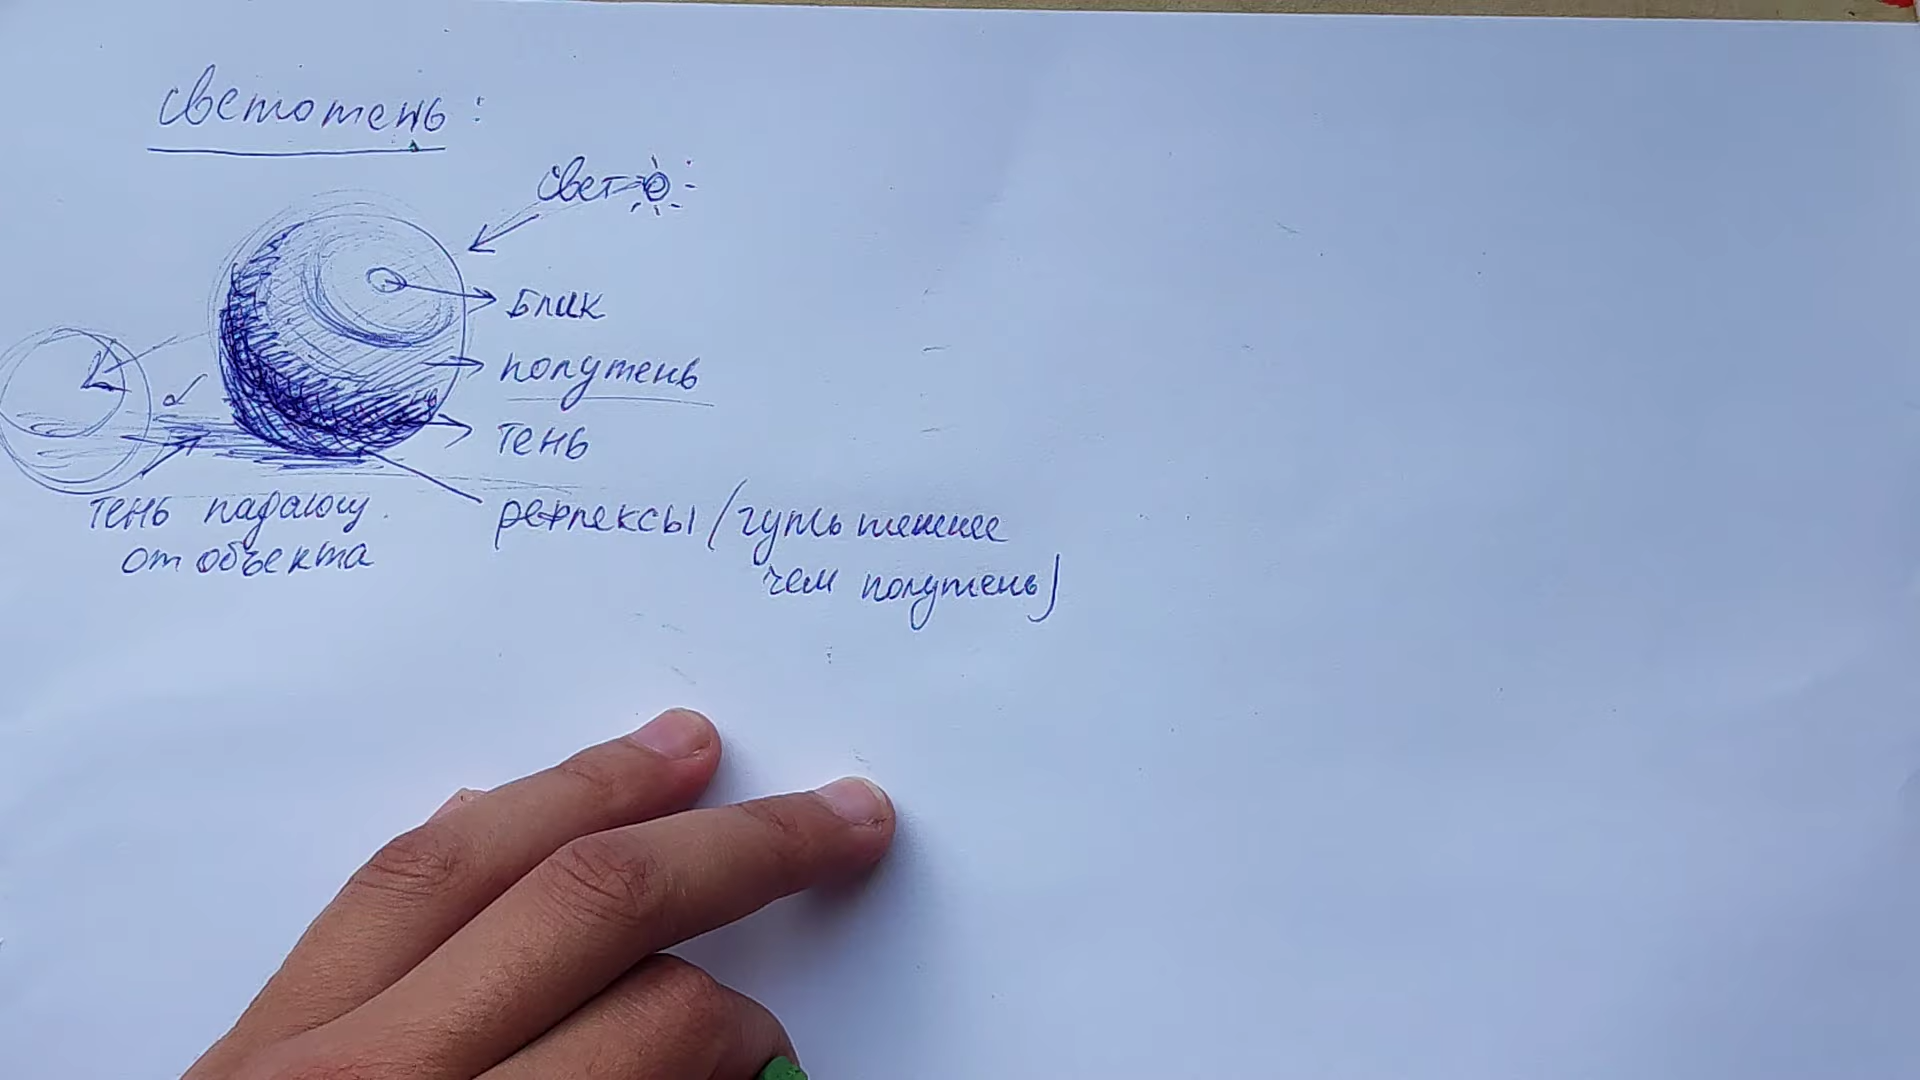 Светотень:
свет
блик
полутень
тень
тень падающ.
от объекта
рефлексы (чуть темнее
чем полутень)